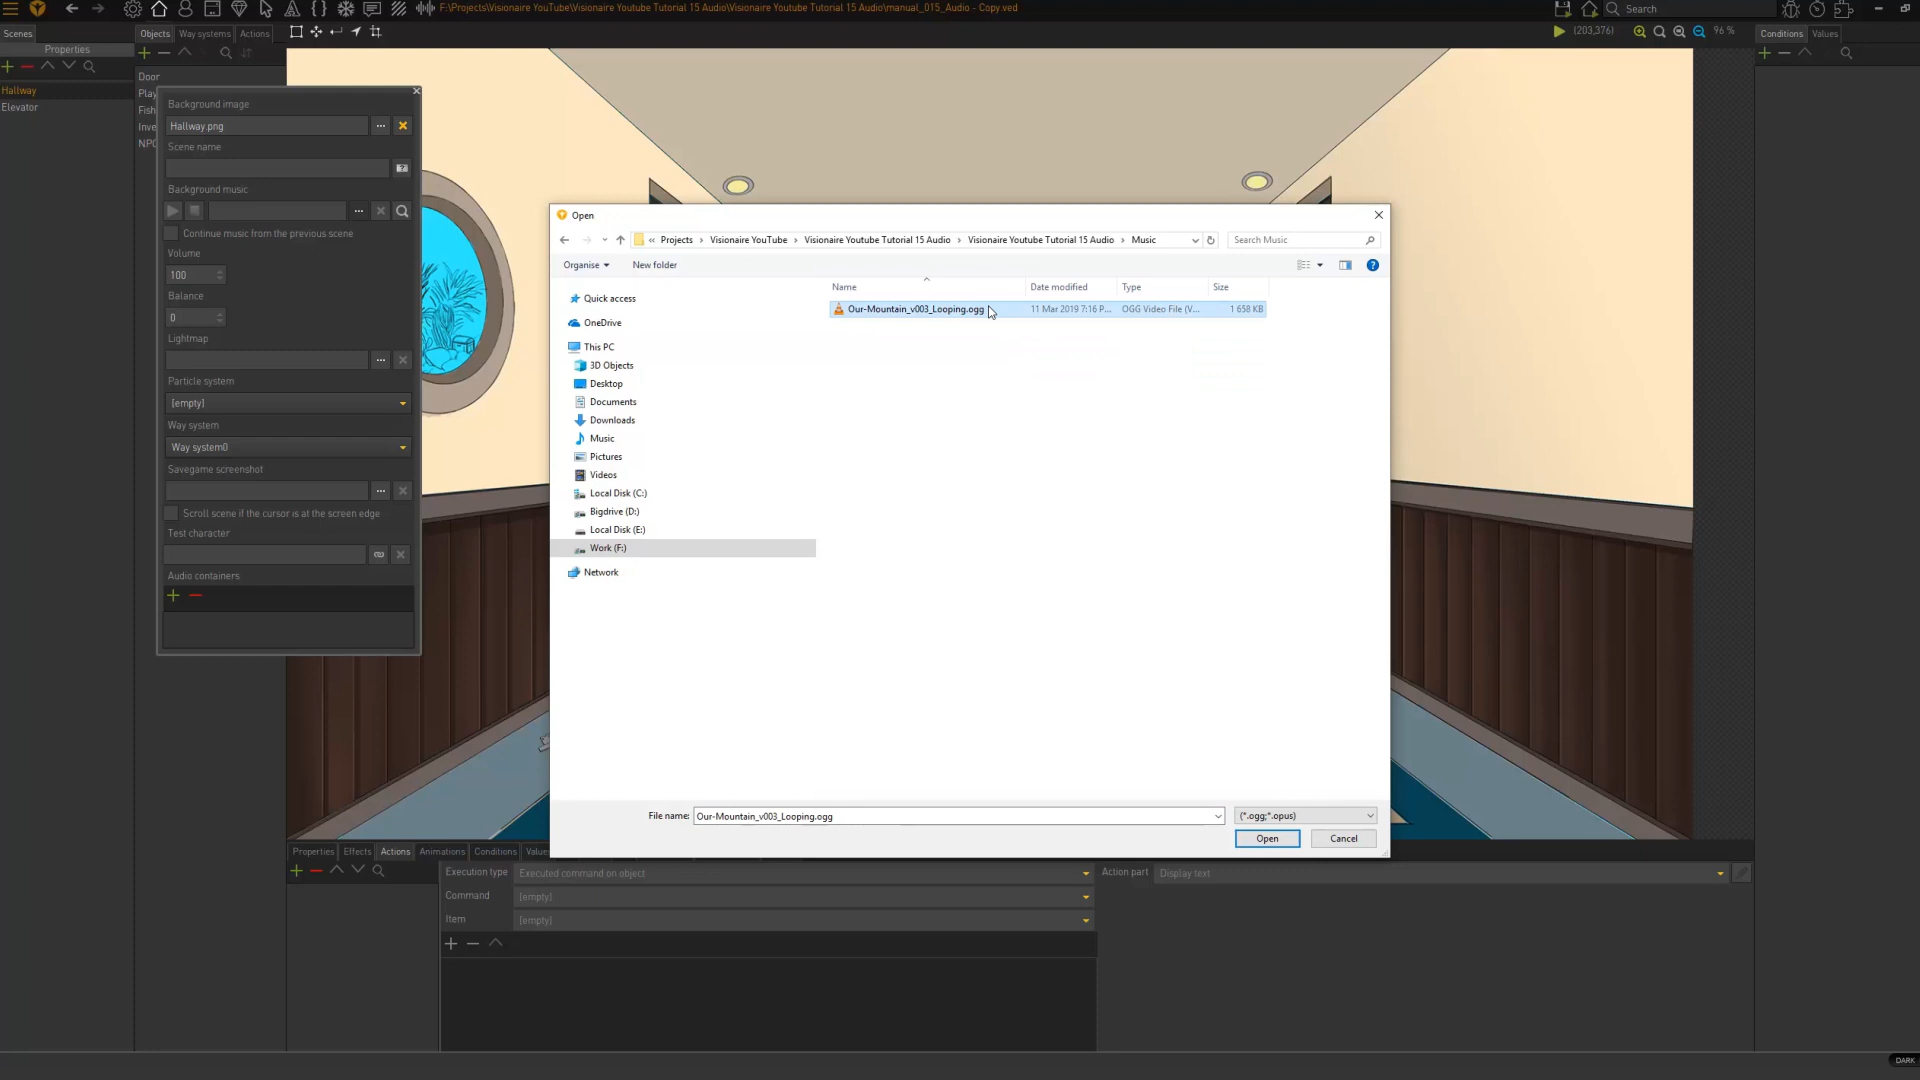 F:\Projects\Visionaire YouTube\Visionaire Youtube Tutorial 15 Audio\Visionaire Youtube Tutorial 15 Audio\manual_015_Audio - Copy.ved
Search
Scenes
Objects
Way systems
Actions
(203,376)
96 %
Conditions
Values
Properties
Hallway
Elevator
Door
Play
Fish
Inve
NPC
Background image
Hallway.png
Scene name
Background music
Continue music from the previous scene
Volume
100
Balance
0
Lightmap
Particle system
[empty]
Way system
Way system0
Savegame screenshot
Scroll scene if the cursor is at the screen edge
Test character
Audio containers
Open
« Projects › Visionaire YouTube › Visionaire Youtube Tutorial 15 Audio › Visionaire Youtube Tutorial 15 Audio › Music
Search Music
Organise
New folder
Name
Date modified
Type
Size
Our-Mountain_v003_Looping.ogg
11 Mar 2019 7:16 P...
OGG Video File (V...
1 658 KB
Quick access
OneDrive
This PC
3D Objects
Desktop
Documents
Downloads
Music
Pictures
Videos
Local Disk (C:)
Bigdrive (D:)
Local Disk (E:)
Work (F:)
Network
File name:
Our-Mountain_v003_Looping.ogg
(*.ogg;*.opus)
Open
Cancel
Properties
Effects
Actions
Animations
Conditions
Values
Execution type
Executed command on object
Command
[empty]
Item
[empty]
Action part
Display text
DARK